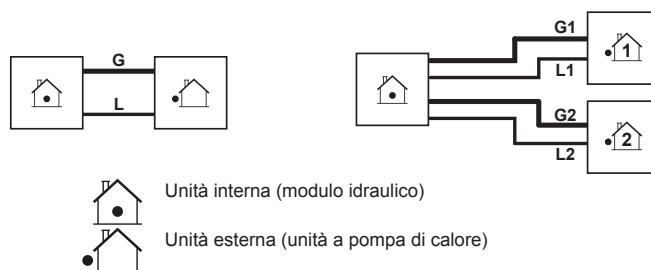 G
L
G1
1
L1
G2
2
L2
Unità interna (modulo idraulico)
Unità esterna (unità a pompa di calore)